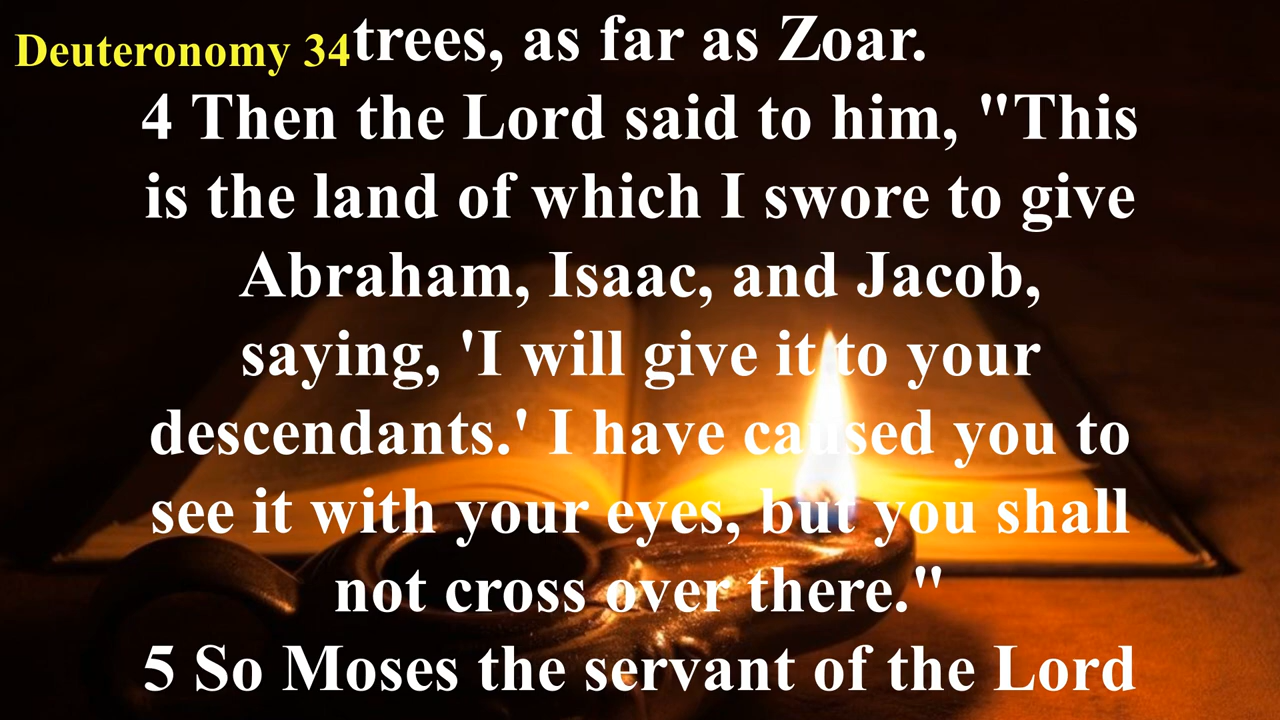 Deuteronomy 34
trees, as far as Zoar.
4 Then the Lord said to him, "This
is the land of which I swore to give
Abraham, Isaac, and Jacob,
saying, 'I will give it to your
descendants.' I have caused you to
see it with your eyes, but you shall
not cross over there."
5 So Moses the servant of the Lord